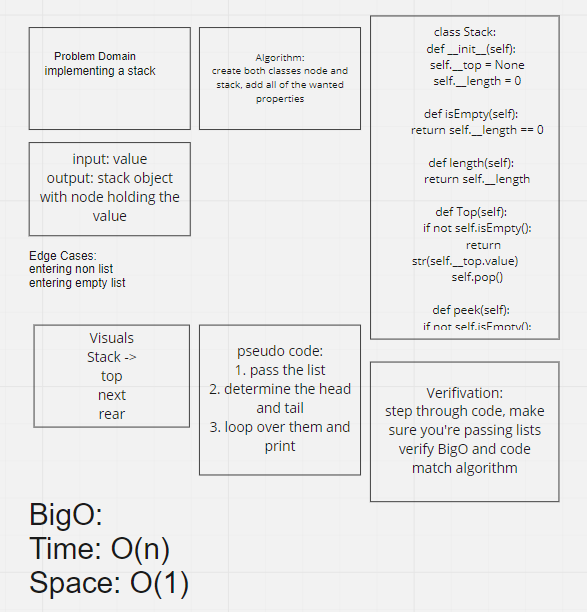 Problem Domain
implementing a stack
Algorithm:
create both classes node and
stack, add all of the wanted
properties
class Stack:
def __init__(self):
self.__top = None
self.__length = 0
def isEmpty(self):
return self.__length == 0
def length(self):
return self.__length
def Top(self):
if not self.isEmpty():
return
str(self.__top.value)
self.pop()
def peek(self):
if not self.isEmpty():
input: value
output: stack object
with node holding the
value
Edge Cases:
entering non list
entering empty list
Visuals
Stack ->
top
next
rear
pseudo code:
1. pass the list
2. determine the head
and tail
3. loop over them and
print
Verifivation:
step through code, make
sure you're passing lists
verify BigO and code
match algorithm
BigO:
Time: O(n)
Space: O(1)